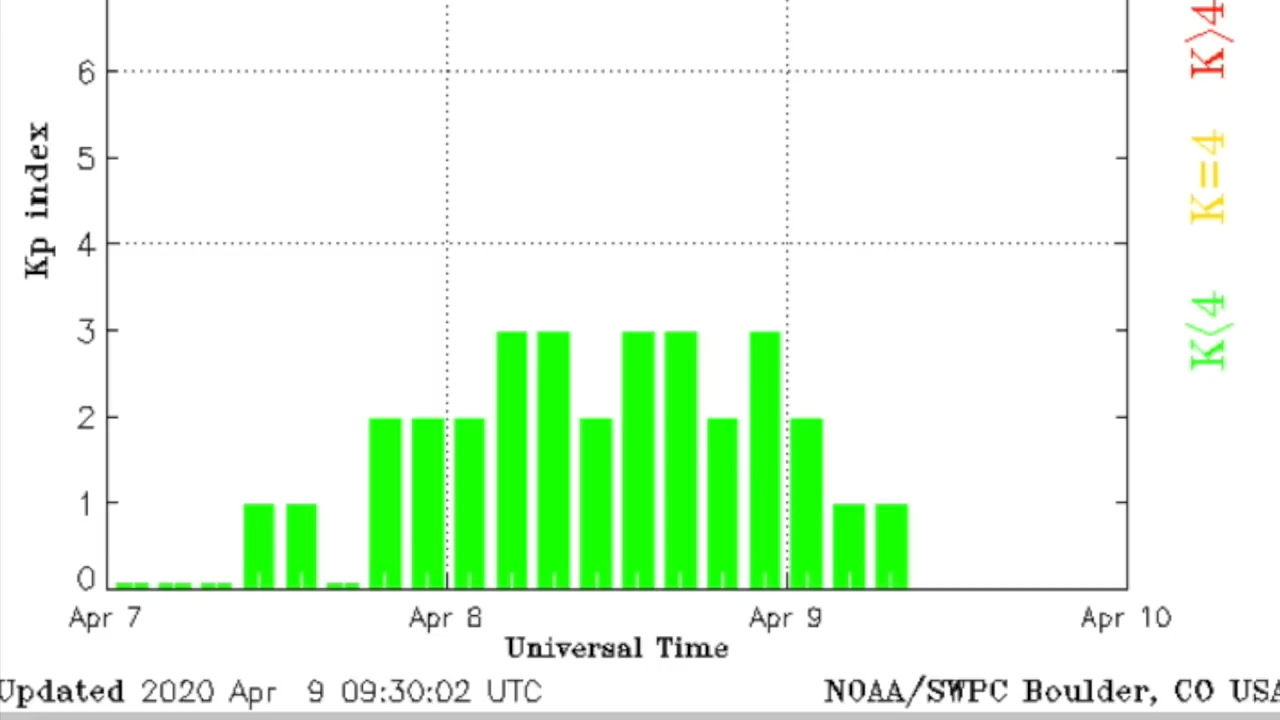 Kp index
6
5
4
3
2
1
0
Apr 7
Apr 8
Apr 9
Apr 10
Universal Time
Updated 2020 Apr 9 09:30:02 UTC
NOAA/SWPC Boulder, CO USA
K<4
K=4
K>4